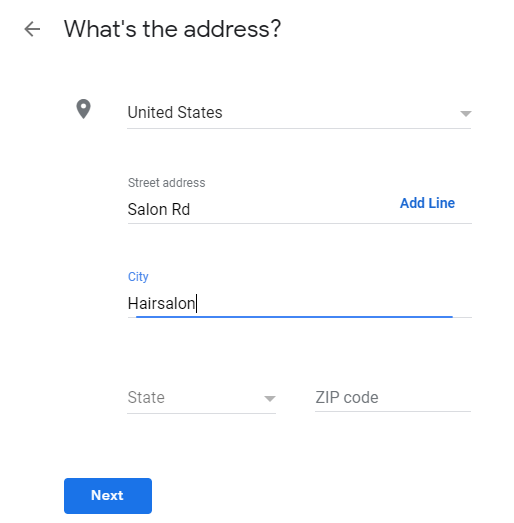 What's the address?
United States
Street address
Salon Rd
Add Line
City
Hairsalon
State
ZIP code
Next